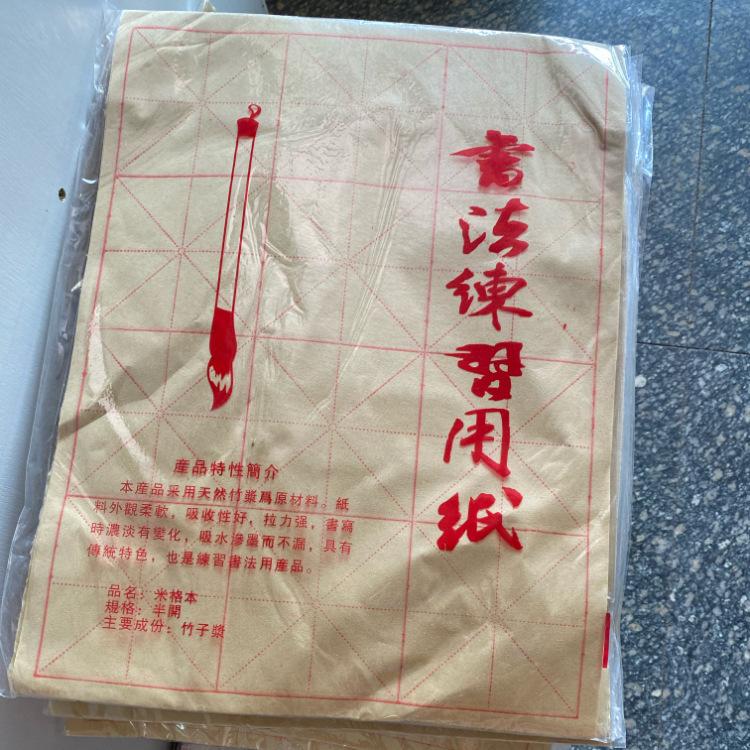 書法練習用紙
産品特性簡介
本産品采用天然竹漿爲原材料。紙
料外觀柔軟，吸收性好，拉力强，書寫
時濃淡有變化，吸水滲墨而不漏，具有
傳統特色，也是練習書法用産品。
品名：米格本
規格：半開
主要成份：竹子漿